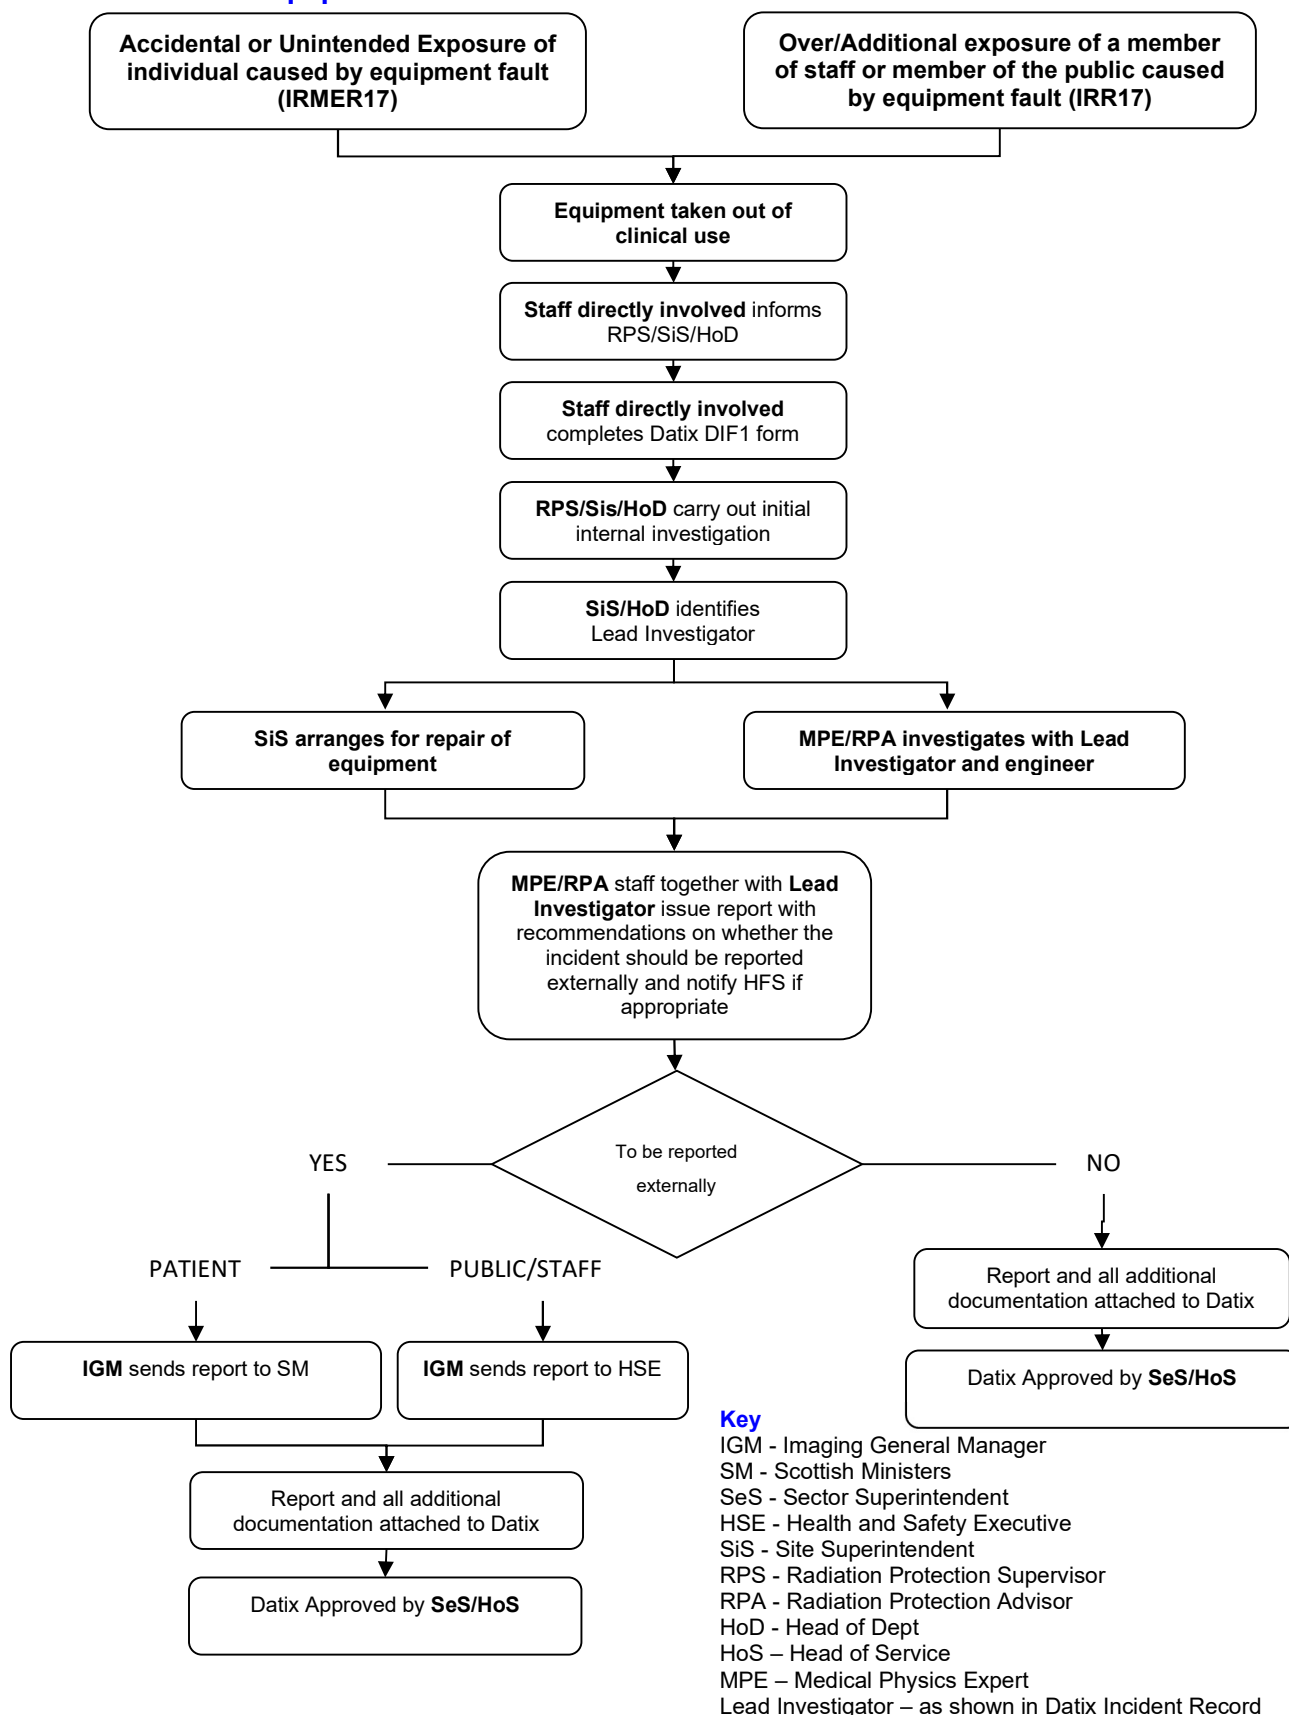 Accidental or Unintended Exposure of
individual caused by equipment fault
(IRMER17)
Over/Additional exposure of a member
of staff or member of the public caused
by equipment fault (IRR17)
Equipment taken out of
clinical use
Staff directly involved informs
RPS/SiS/HoD
Staff directly involved
completes Datix DIF1 form
RPS/Sis/HoD carry out initial
internal investigation
SiS/HoD identifies
Lead Investigator
SiS arranges for repair of
equipment
MPE/RPA investigates with Lead
Investigator and engineer
MPE/RPA staff together with Lead
Investigator issue report with
recommendations on whether the
incident should be reported
externally and notify HFS if
appropriate
To be reported
externally
YES
NO
PATIENT
PUBLIC/STAFF
IGM sends report to SM
IGM sends report to HSE
Report and all additional
documentation attached to Datix
Datix Approved by SeS/HoS
Report and all additional
documentation attached to Datix
Datix Approved by SeS/HoS
Key
IGM - Imaging General Manager
SM - Scottish Ministers
SeS - Sector Superintendent
HSE - Health and Safety Executive
SiS - Site Superintendent
RPS - Radiation Protection Supervisor
RPA - Radiation Protection Advisor
HoD - Head of Dept
HoS – Head of Service
MPE – Medical Physics Expert
Lead Investigator – as shown in Datix Incident Record